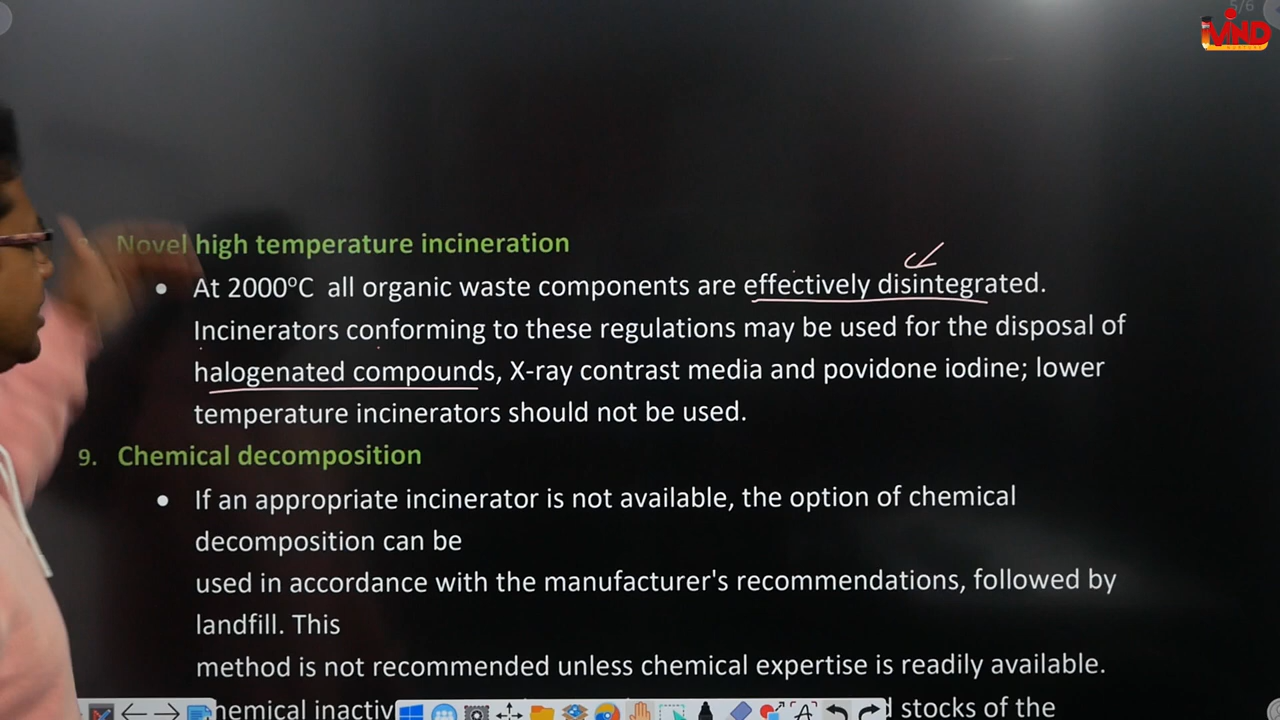 5/6
iMIND
Novel high temperature incineration
• At 2000°C all organic waste components are effectively disintegrated.
Incinerators conforming to these regulations may be used for the disposal of
halogenated compounds, X-ray contrast media and povidone iodine; lower
temperature incinerators should not be used.
9. Chemical decomposition
• If an appropriate incinerator is not available, the option of chemical
decomposition can be
used in accordance with the manufacturer's recommendations, followed by
landfill. This
method is not recommended unless chemical expertise is readily available.
stocks of the